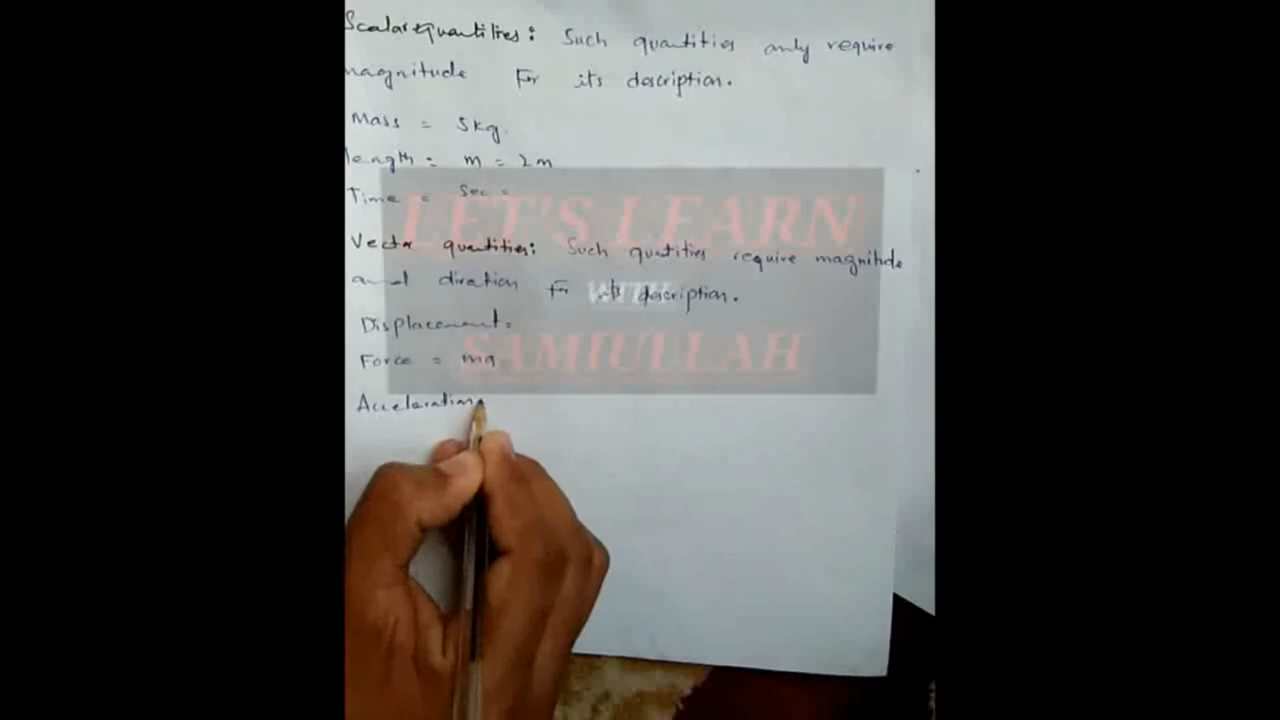 Scalar quantities: Such quantities only require
magnitude For its description.
Mass = 5kg.
length = m = 2m
Time = Sec =
Vector quantities: Such quantities require magnitude
and diration For its description.
Displacement =
Force = ma
Acceleration
LET'S LEARN
WITH
SAMIULLAH